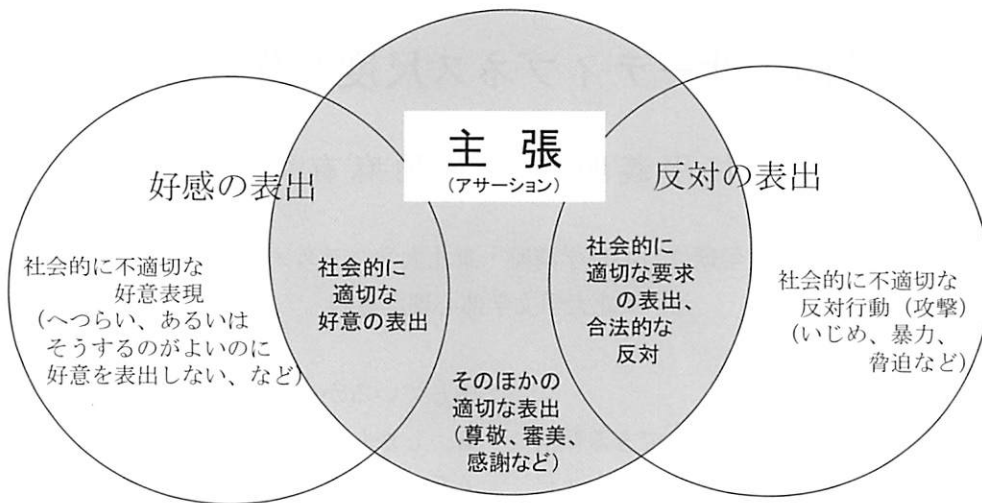 主 張
(アサーション)
好感の表出
反対の表出
社会的に不適切な
好意表現
(へつらい、あるいは
そうするのがよいのに
好意を表出しない、など)
社会的に
適切な
好意の表出
社会的に
適切な要求
の表出、
合法的な
反対
社会的に不適切な
反対行動(攻撃)
(いじめ、暴力、
脅迫など)
そのほかの
適切な表出
(尊敬、審美、
感謝など)